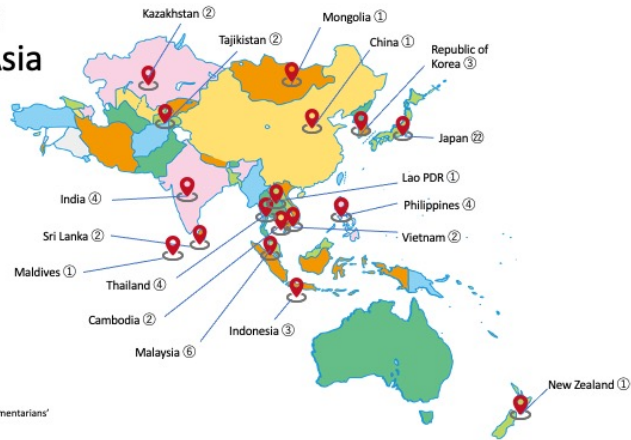 Kazakhstan ②
Mongolia ①
Tajikistan ②
China ①
Republic of
Korea ③
sia
Japan ㉒
Lao PDR ①
India ④
Philippines ④
Sri Lanka ②
Vietnam ②
Maldives ①
Thailand ④
Cambodia ②
Indonesia ③
Malaysia ⑥
New Zealand ①
mentarians’